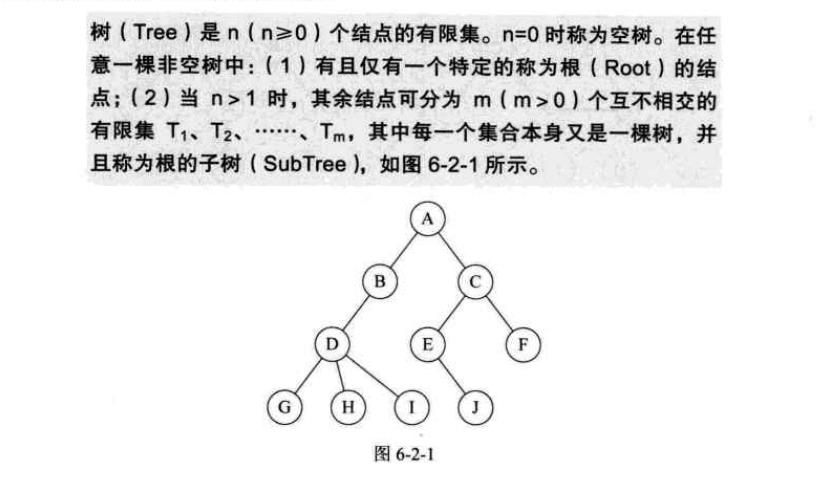 树（Tree）是 n（n≥0）个结点的有限集。n=0 时称为空树。在任
意一棵非空树中：（1）有且仅有一个特定的称为根（Root）的结
点；（2）当 n＞1 时，其余结点可分为 m（m＞0）个互不相交的
有限集 T₁、T₂、……、Tₘ，其中每一个集合本身又是一棵树，并
且称为根的子树（SubTree），如图 6-2-1 所示。
A
B C
D E F
G H I J
图 6-2-1